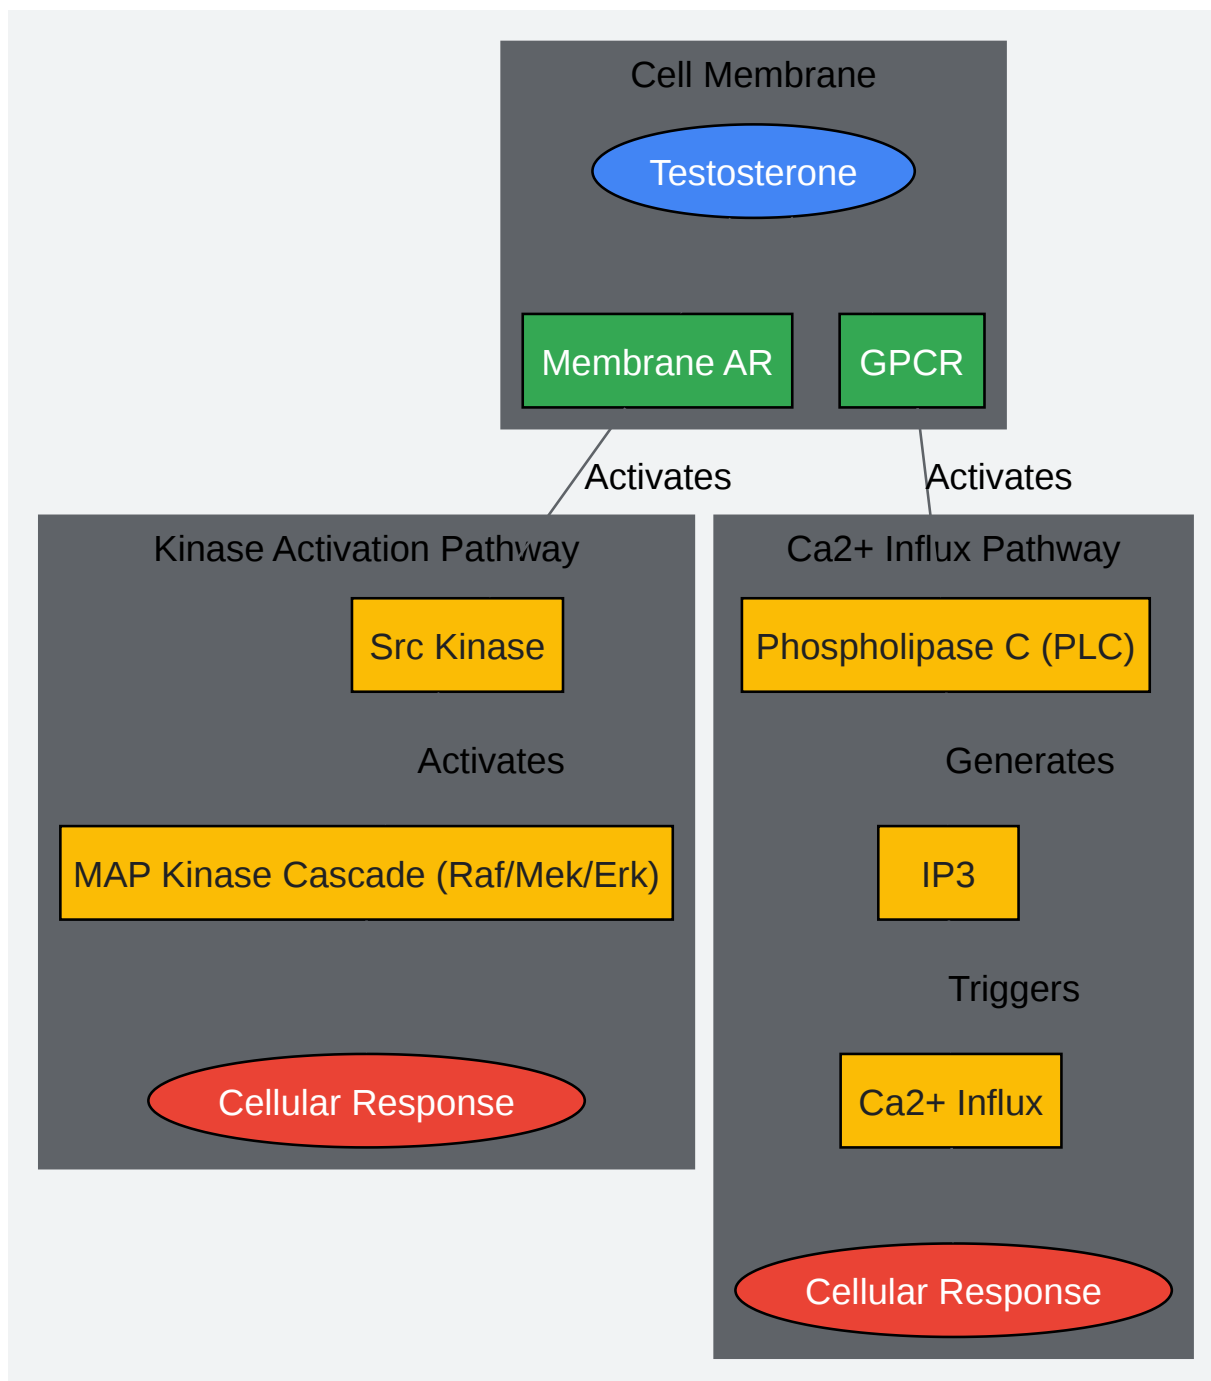 Cell Membrane
Testosterone
Membrane AR
GPCR
Activates
Activates
Kinase Activation Pathway
Src Kinase
Activates
MAP Kinase Cascade (Raf/Mek/Erk)
Cellular Response
Ca2+ Influx Pathway
Phospholipase C (PLC)
Generates
IP3
Triggers
Ca2+ Influx
Cellular Response